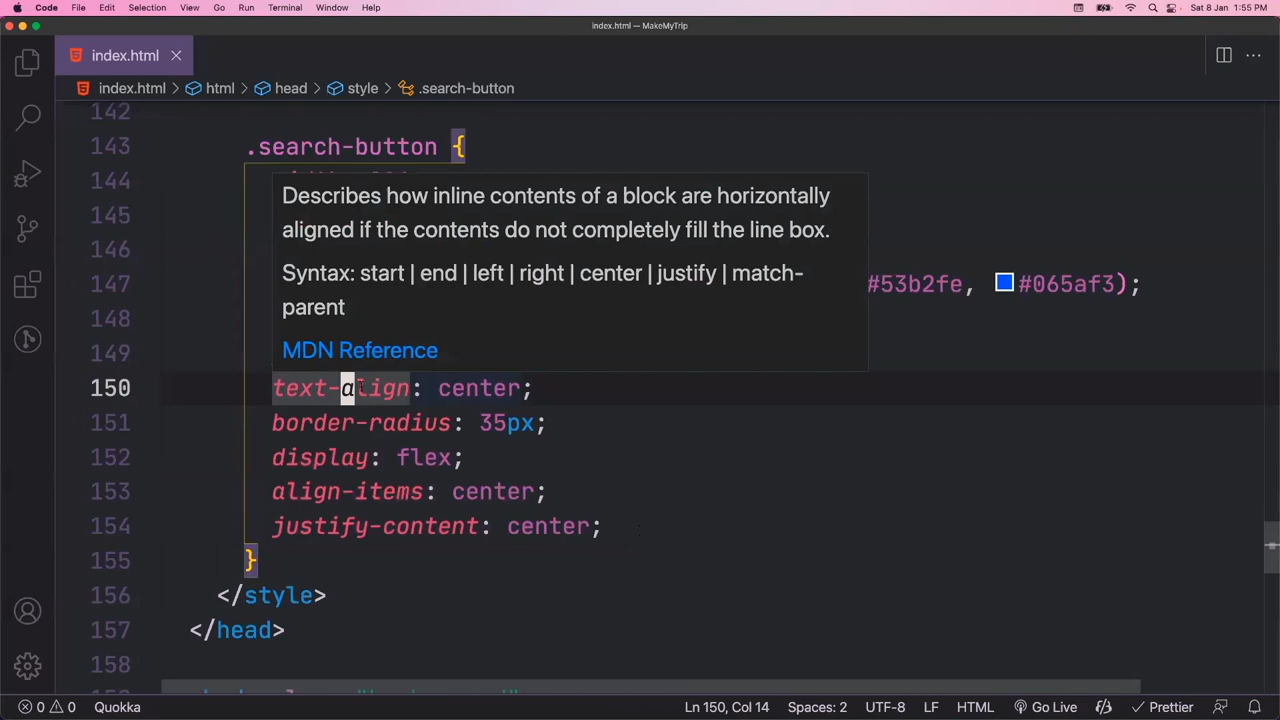 Code File Edit Selection View Go Run Terminal Window Help Sat 8 Jan 1:55 PM
index.html — MakeMyTrip
index.html
index.html html head style .search-button
142
143 .search-button {
144
Describes how inline contents of a block are horizontally
145
aligned if the contents do not completely fill the line box.
146
Syntax: start | end | left | right | center | justify | match-
147 #53b2fe, #065af3);
parent
148
149
MDN Reference
150 text-align: center;
151 border-radius: 35px;
152 display: flex;
153 align-items: center;
154 justify-content: center;
155 }
156 </style>
157 </head>
158
0 0 Quokka Ln 150, Col 14 Spaces: 2 UTF-8 LF HTML Go Live Prettier